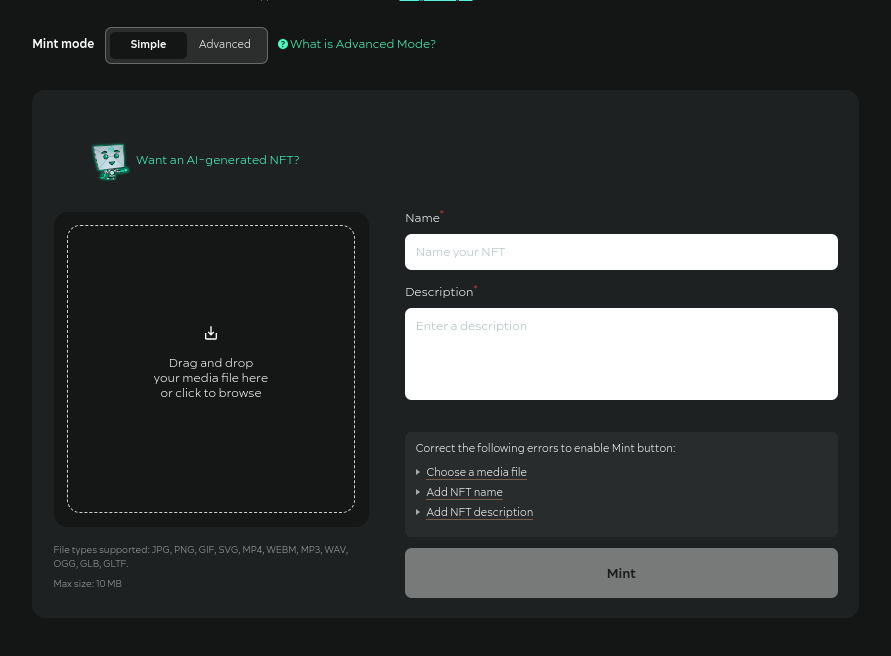 Mint mode
Simple
Advanced
What is Advanced Mode?
Want an AI-generated NFT?
Drag and drop
your media file here
or click to browse
File types supported: JPG, PNG, GIF, SVG, MP4, WEBM, MP3, WAV,
OGG, GLB, GLTF.
Max size: 10 MB
Name*
Name your NFT
Description*
Enter a description
Correct the following errors to enable Mint button:
Choose a media file
Add NFT name
Add NFT description
Mint